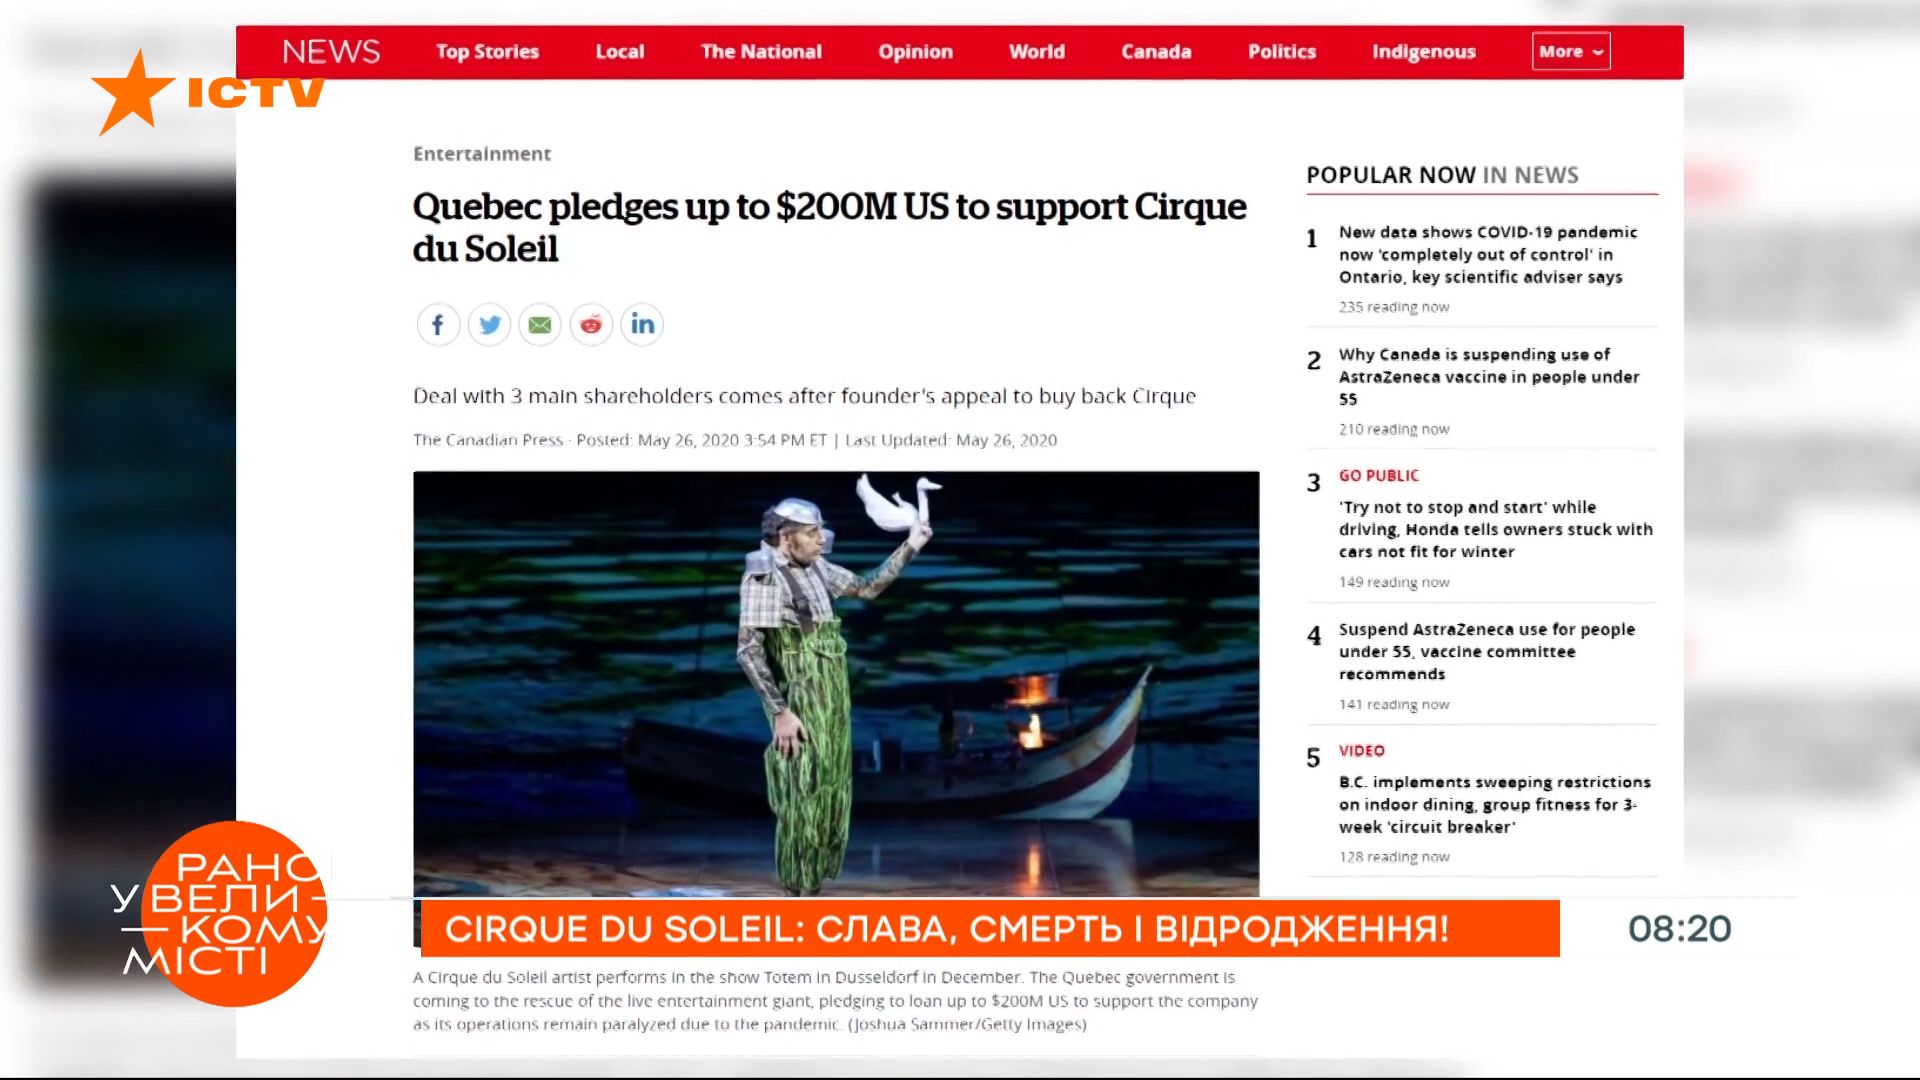 NEWS Top Stories Local The National Opinion World Canada Politics Indigenous More
ICTV
Entertainment
Quebec pledges up to $200M US to support Cirque
du Soleil
Deal with 3 main shareholders comes after founder's appeal to buy back Cirque
The Canadian Press · Posted: May 26, 2020 3:54 PM ET | Last Updated: May 26, 2020
POPULAR NOW IN NEWS
1 New data shows COVID-19 pandemic
now 'completely out of control' in
Ontario, key scientific adviser says
235 reading now
2 Why Canada is suspending use of
AstraZeneca vaccine in people under
55
210 reading now
3 GO PUBLIC
'Try not to stop and start' while
driving, Honda tells owners stuck with
cars not fit for winter
149 reading now
4 Suspend AstraZeneca use for people
under 55, vaccine committee
recommends
141 reading now
5 VIDEO
B.C. implements sweeping restrictions
on indoor dining, group fitness for 3-
week 'circuit breaker'
128 reading now
РАНО
У ВЕЛИ-
КОМУ
МІСТІ
CIRQUE DU SOLEIL: СЛАВА, СМЕРТЬ І ВІДРОДЖЕННЯ!
08:20
A Cirque du Soleil artist performs in the show Totem in Dusseldorf in December. The Quebec government is
coming to the rescue of the live entertainment giant, pledging to loan up to $200M US to support the company
as its operations remain paralyzed due to the pandemic. (Joshua Sammer/Getty Images)